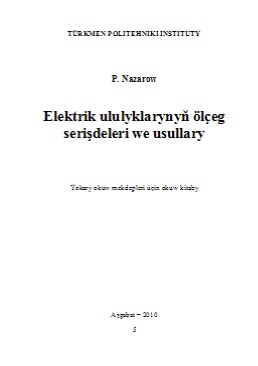 TÜRKMEN POLITEHNIKI INSTITUTY
P. Nazarow
Elektrik ululyklarynyň ölçeg
serişdeleri we usullary
Ýokary okuw mekdepleri üçin okuw kitaby
Aşgabat – 2010
5